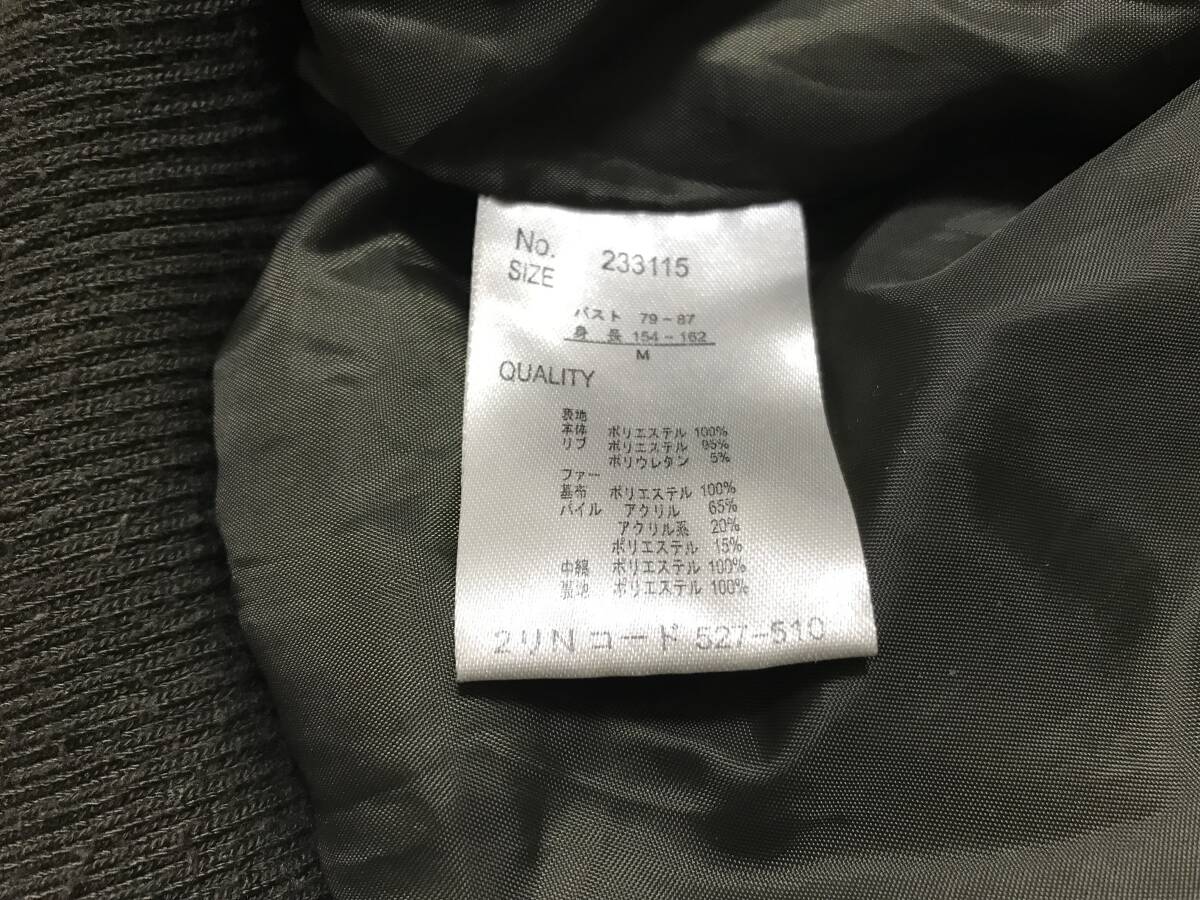 No. 233115
SIZE
バスト 79-87
身長 154-162
M
QUALITY
表地
本体 ポリエステル 100%
リブ ポリエステル 95%
ポリウレタン 5%
ファー
基布 ポリエステル 100%
パイル アクリル 65%
アクリル系 20%
ポリエステル 15%
中綿 ポリエステル 100%
裏地 ポリエステル 100%
2リN コード 527-510